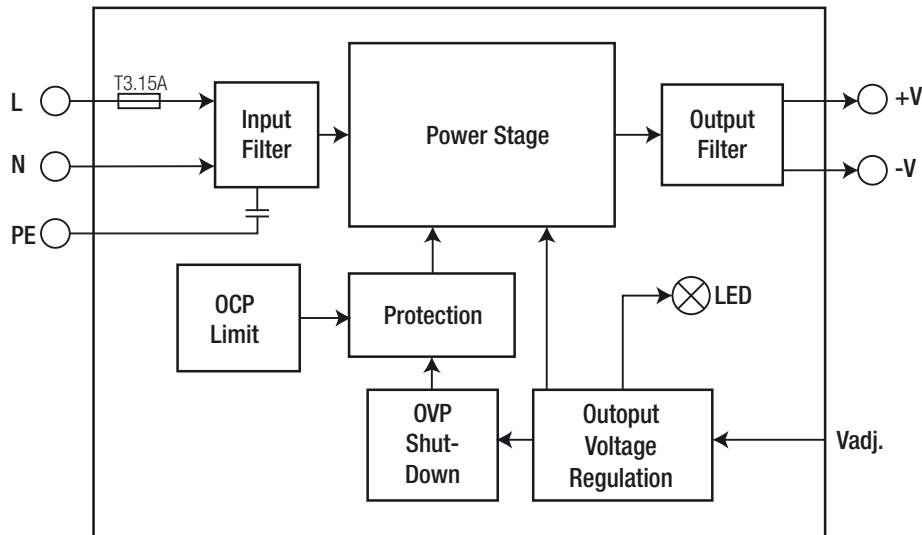 T3.15A
L
Input
Filter
Power Stage
Output
Filter
+V
N
-V
PE
OCP
Limit
Protection
LED
OVP
Shut-
Down
Outoput
Voltage
Regulation
Vadj.